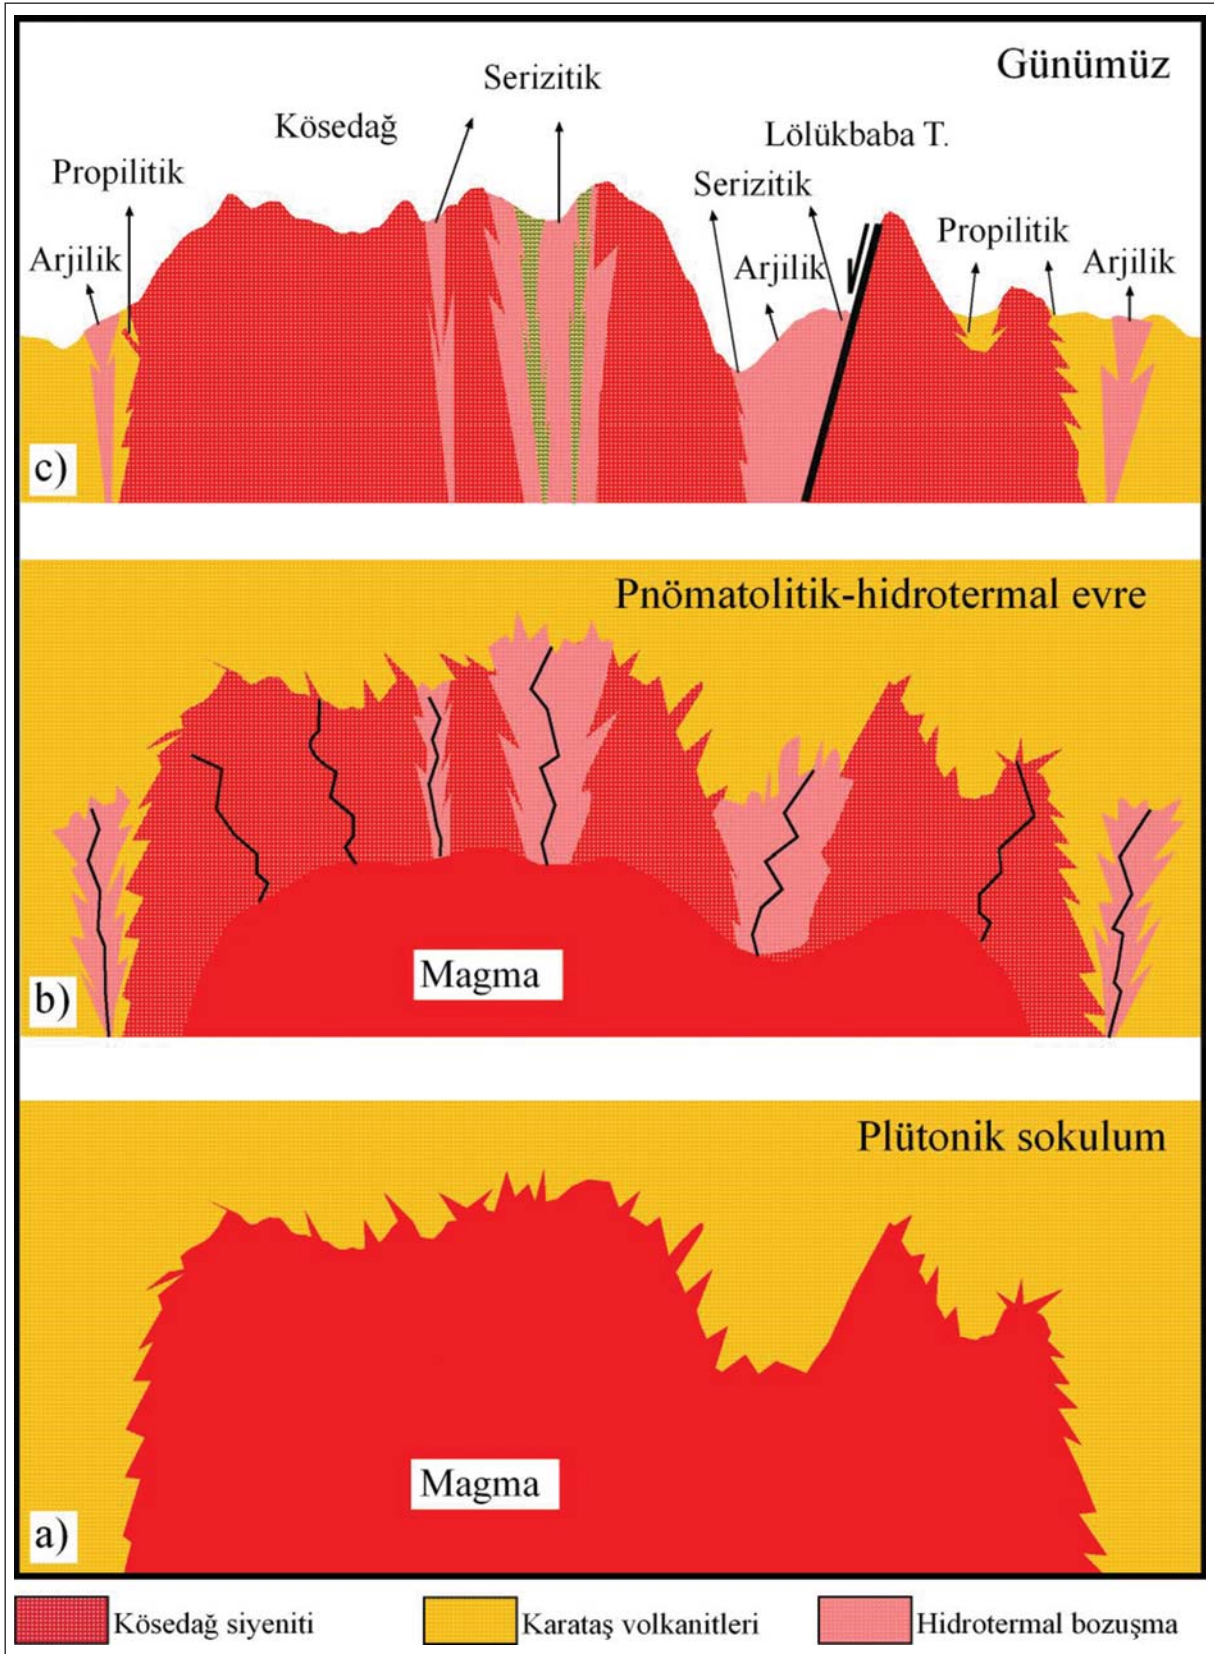 Günümüz
Serizitik
Kösedağ
Lölükbaba T.
Propilitik
Serizitik
Propilitik
Arjilik
Arjilik
Arjilik
c)
Pnömatolitik-hidrotermal evre
Magma
b)
Plütonik sokulum
Magma
a)
Kösedağ siyeniti
Karataş volkanitleri
Hidrotermal bozuşma